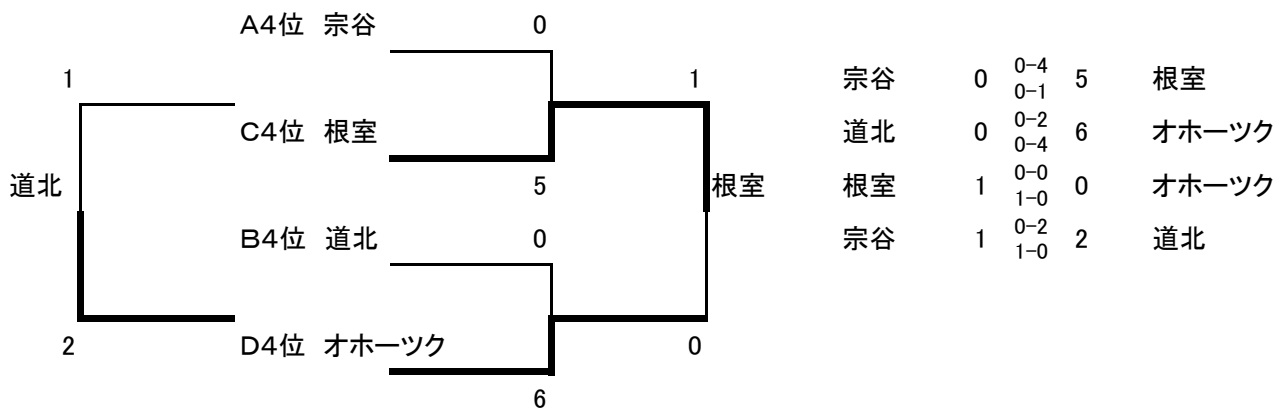 A4位 宗谷 0
1 1
C4位 根室
道北 5 根室
B4位 道北 0
2 D4位 オホーツク 0
6
宗谷 0 0-4 5 根室
0-1
道北 0 0-2 6 オホーツク
0-4
根室 1 0-0 0 オホーツク
1-0
宗谷 1 0-2 2 道北
1-0